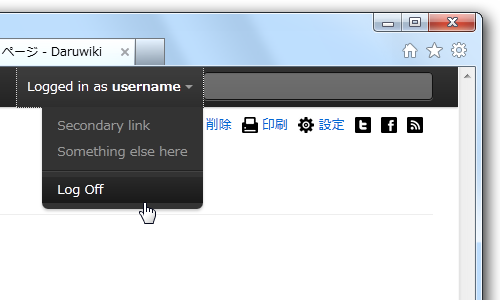 ページ - Daruwiki
Logged in as username
Secondary link
Something else here
Log Off
削除 印刷 設定